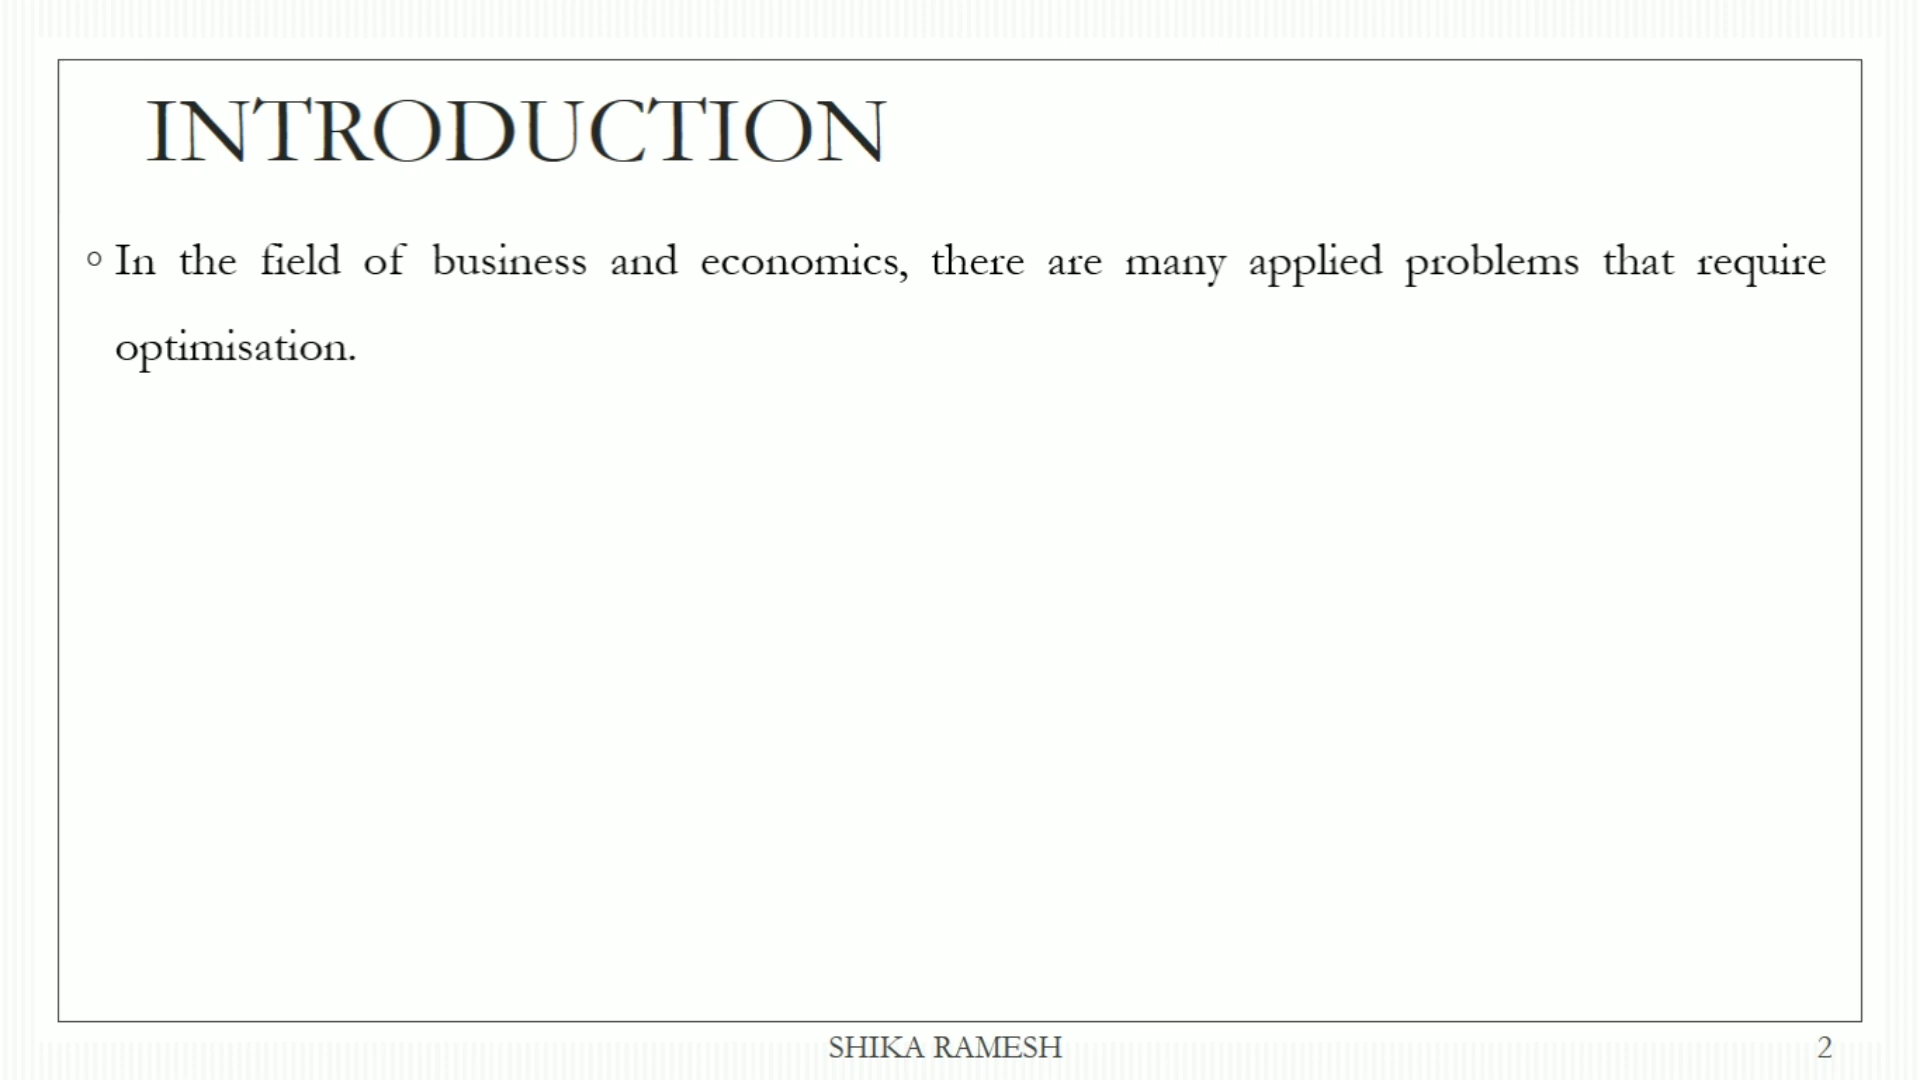 INTRODUCTION
◦ In the field of business and economics, there are many applied problems that require
optimisation.
SHIKA RAMESH
2